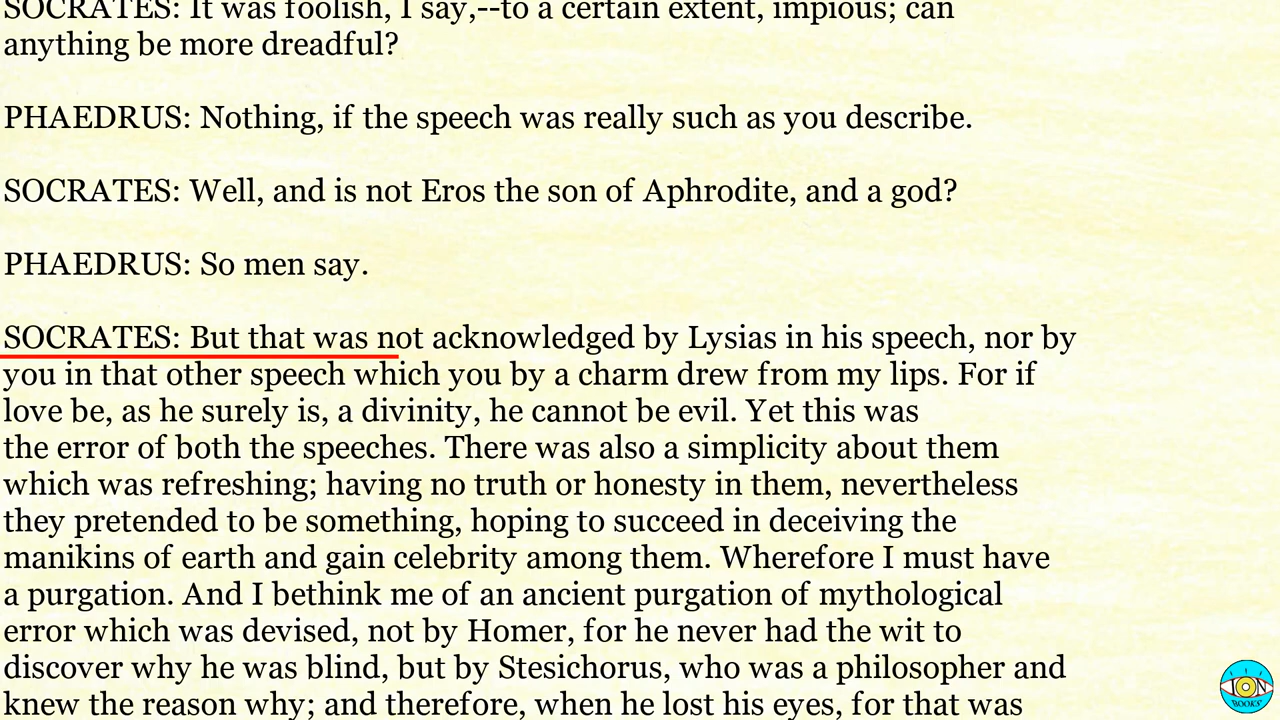 SOCRATES: It was foolish, I say,--to a certain extent, impious; can
anything be more dreadful?
PHAEDRUS: Nothing, if the speech was really such as you describe.
SOCRATES: Well, and is not Eros the son of Aphrodite, and a god?
PHAEDRUS: So men say.
SOCRATES: But that was not acknowledged by Lysias in his speech, nor by
you in that other speech which you by a charm drew from my lips. For if
love be, as he surely is, a divinity, he cannot be evil. Yet this was
the error of both the speeches. There was also a simplicity about them
which was refreshing; having no truth or honesty in them, nevertheless
they pretended to be something, hoping to succeed in deceiving the
manikins of earth and gain celebrity among them. Wherefore I must have
a purgation. And I bethink me of an ancient purgation of mythological
error which was devised, not by Homer, for he never had the wit to
discover why he was blind, but by Stesichorus, who was a philosopher and
knew the reason why; and therefore, when he lost his eyes, for that was
ION
BOOKS